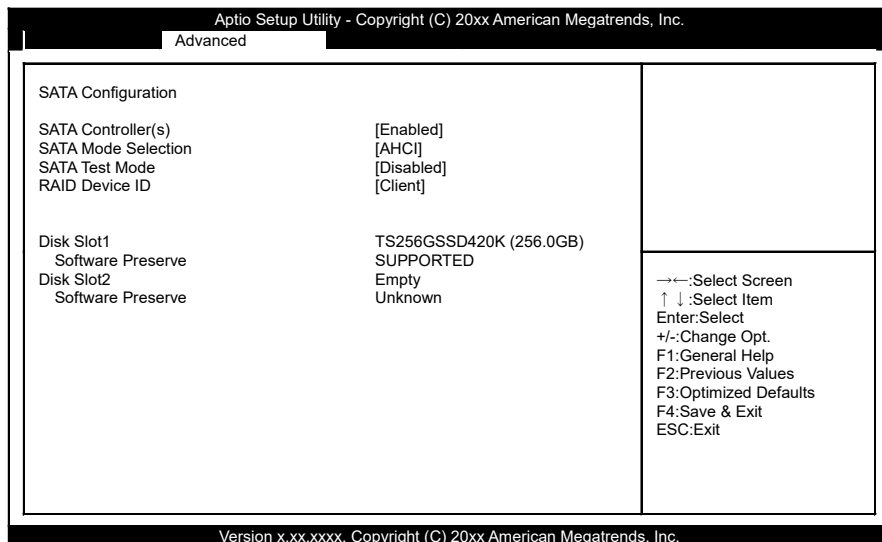 Aptio Setup Utility - Copyright (C) 20xx American Megatrends, Inc.
Advanced
SATA Configuration
SATA Controller(s) [Enabled]
SATA Mode Selection [AHCI]
SATA Test Mode [Disabled]
RAID Device ID [Client]
Disk Slot1 TS256GSSD420K (256.0GB)
Software Preserve SUPPORTED
Disk Slot2 Empty
Software Preserve Unknown
→←:Select Screen
↑↓:Select Item
Enter:Select
+/-:Change Opt.
F1:General Help
F2:Previous Values
F3:Optimized Defaults
F4:Save & Exit
ESC:Exit
Version x.xx.xxxx. Copyright (C) 20xx American Megatrends, Inc.